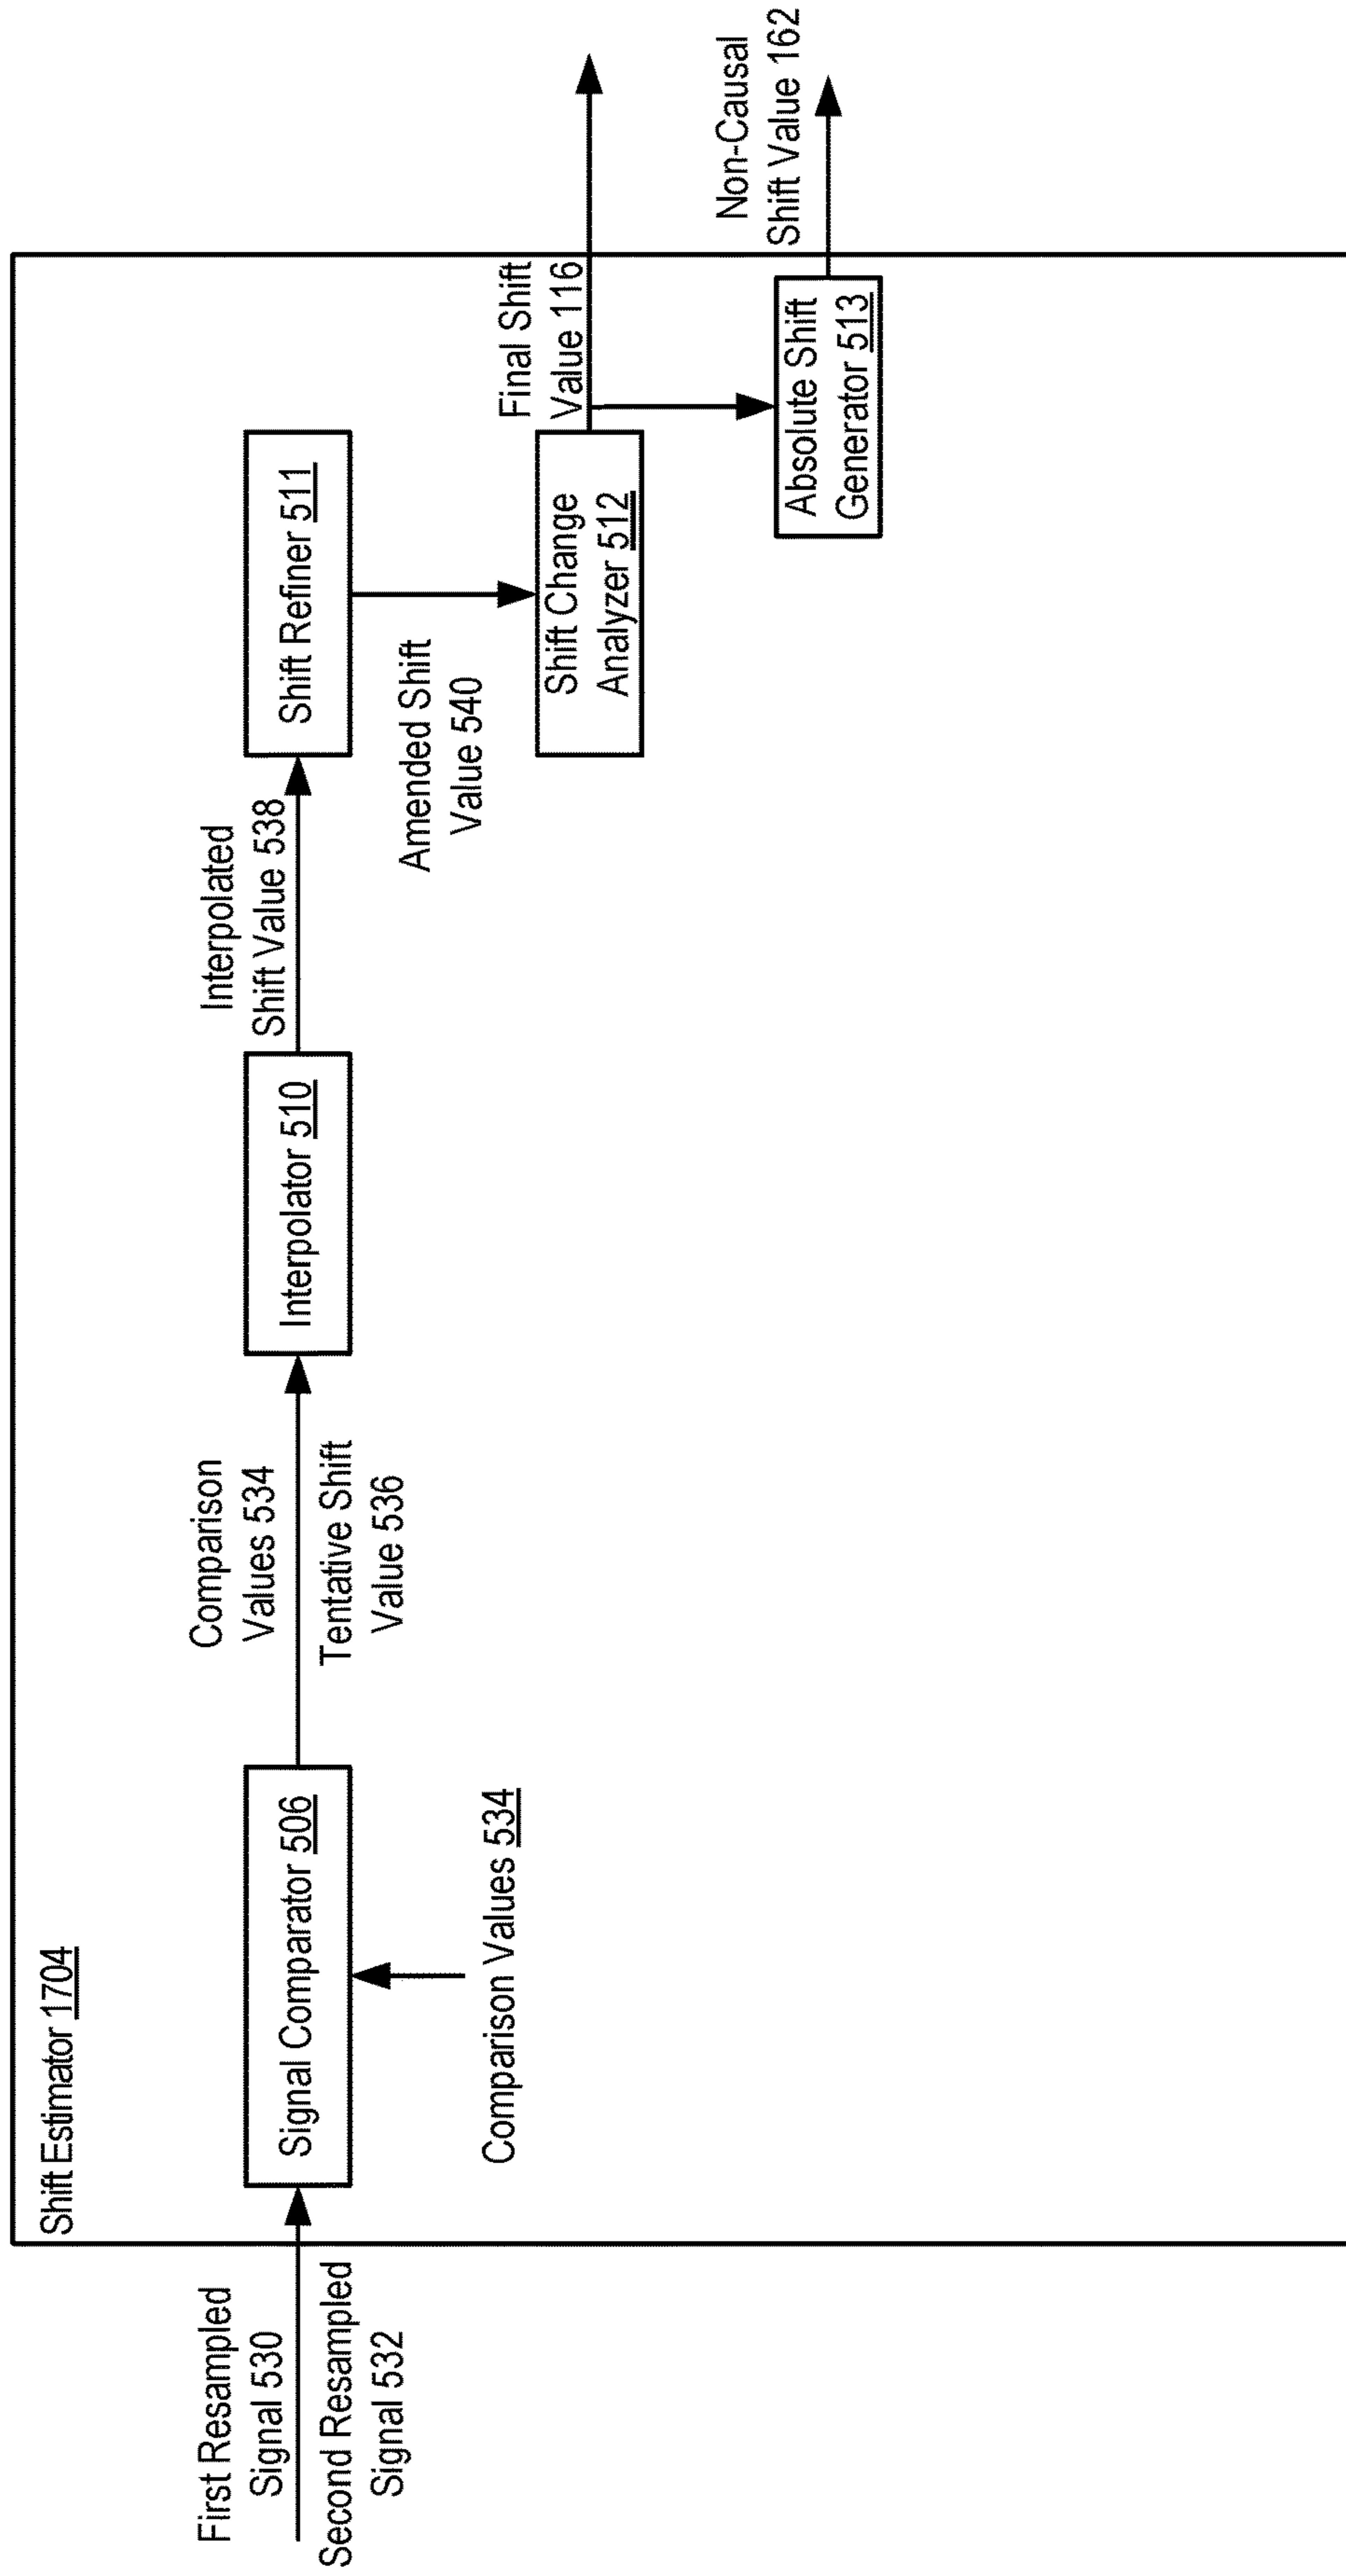 Shift Estimator 1704
First Resampled
Signal 530
Second Resampled
Signal 532
Signal Comparator 506
Comparison Values 534
Comparison
Values 534
Tentative Shift
Value 536
Interpolator 510
Interpolated
Shift Value 538
Shift Refiner 511
Amended Shift
Value 540
Shift Change
Analyzer 512
Final Shift
Value 116
Absolute Shift
Generator 513
Non-Causal
Shift Value 162